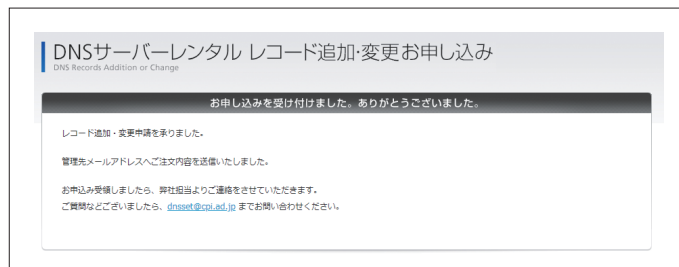 DNSサーバーレンタル レコード追加・変更お申し込み
DNS Records Addition or Change
お申し込みを受け付けました。ありがとうございました。
レコード追加・変更申請を承りました。
管理先メールアドレスへご注文内容を送信いたしました。
お申込み受領しましたら、弊社担当よりご連絡をさせていただきます。
ご質問などございましたら、dnsset@cpi.ad.jp までお問い合わせください。